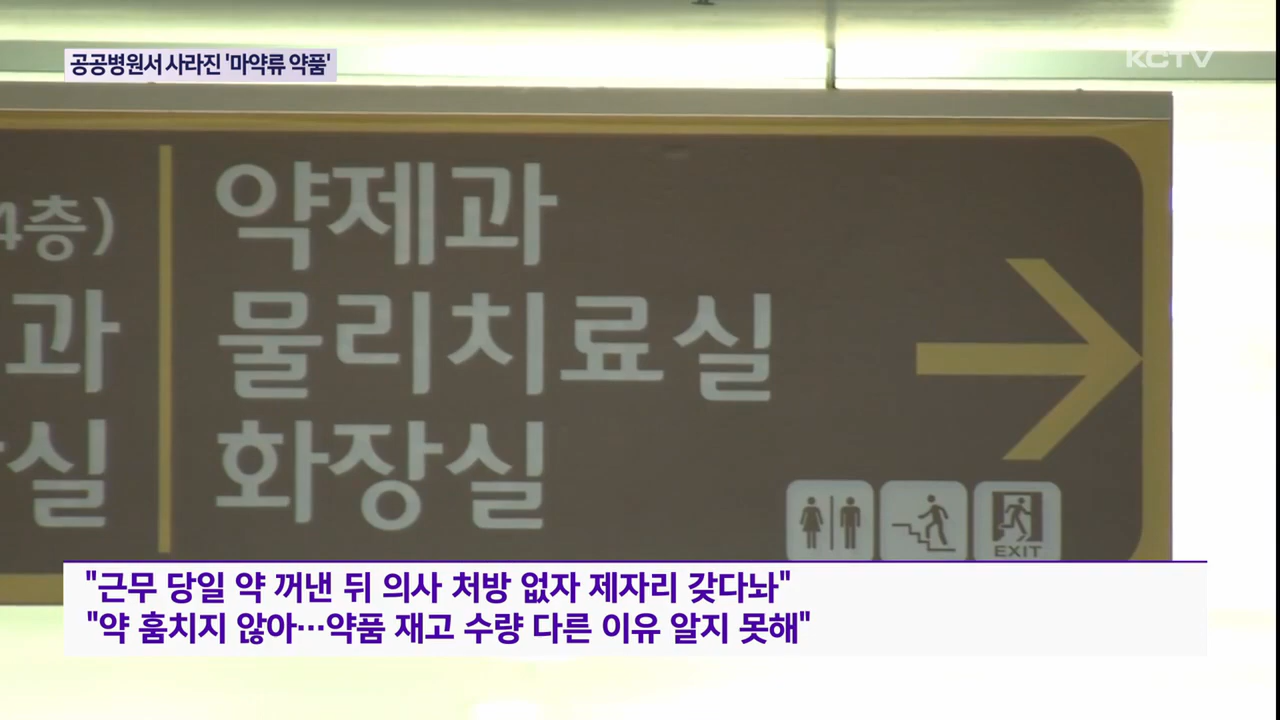 공공병원서 사라진 '마약류 약품'
KCTV
4층)
약제과
과
물리치료실
실
화장실
EXIT
"근무 당일 약 꺼낸 뒤 의사 처방 없자 제자리 갖다놔"
"약 훔치지 않아…약품 재고 수량 다른 이유 알지 못해"